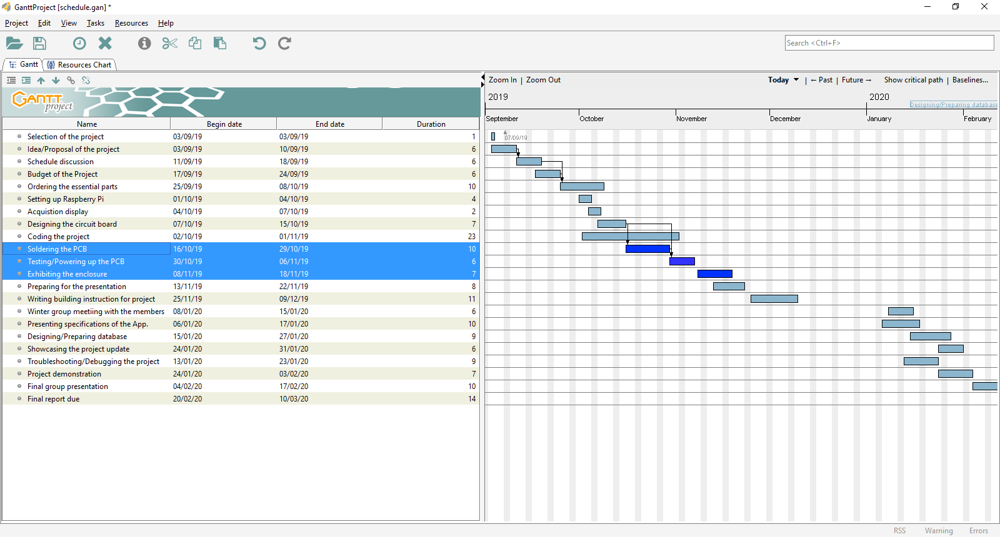 GanttProject [schedule.gan] *
Project Edit View Tasks Resources Help
Search <Ctrl+F>
Gantt Resources Chart
Zoom In | Zoom Out Today | ← Past | Future → Show critical path | Baselines...
GANTT project
2019 2020
Designing/Preparing database
September October November December January February
Name Begin date End date Duration
Selection of the project 03/09/19 03/09/19 1
07/09/19
Idea/Proposal of the project 03/09/19 10/09/19 6
Schedule discussion 11/09/19 18/09/19 6
Budget of the Project 17/09/19 24/09/19 6
Ordering the essential parts 25/09/19 08/10/19 10
Setting up Raspberry Pi 01/10/19 04/10/19 4
Acquistion display 04/10/19 07/10/19 2
Designing the circuit board 07/10/19 15/10/19 7
Coding the project 02/10/19 01/11/19 23
Soldering the PCB 16/10/19 29/10/19 10
Testing/Powering up the PCB 30/10/19 06/11/19 6
Exhibiting the enclosure 08/11/19 18/11/19 7
Preparing for the presentation 13/11/19 22/11/19 8
Writing building instruction for project 25/11/19 09/12/19 11
Winter group meetiing with the members 08/01/20 15/01/20 6
Presenting specifications of the App. 06/01/20 17/01/20 10
Designing/Preparing database 15/01/20 27/01/20 9
Showcasing the project update 24/01/20 31/01/20 6
Troubleshooting/Debugging the project 13/01/20 23/01/20 9
Project demonstration 24/01/20 03/02/20 7
Final group presentation 04/02/20 17/02/20 10
Final report due 20/02/20 10/03/20 14
RSS Warning Errors